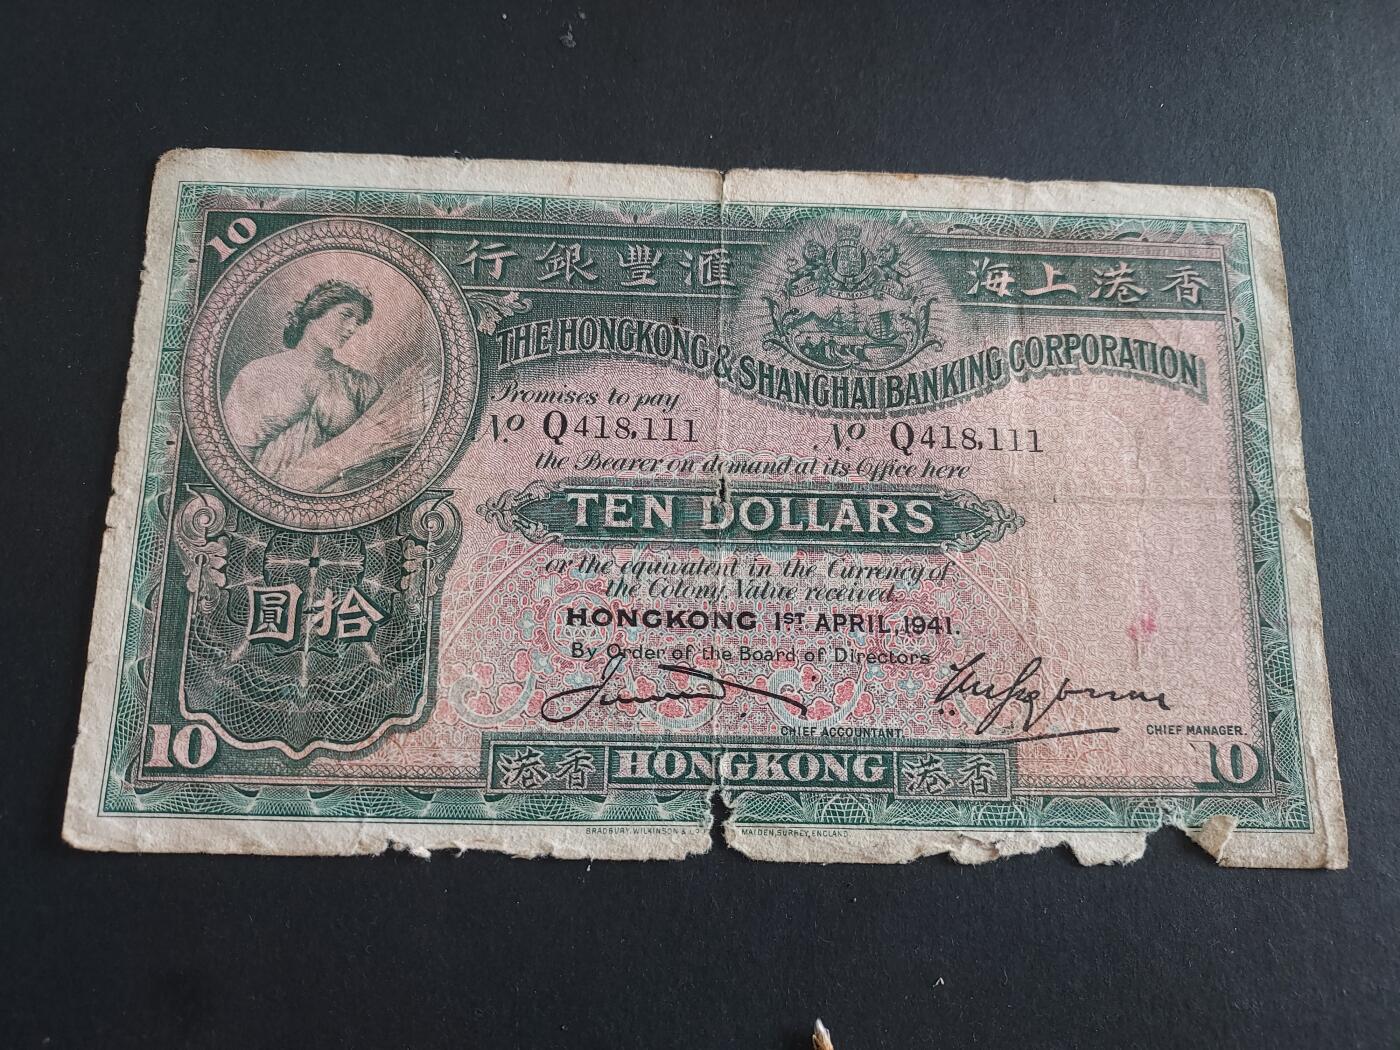 10
行銀豐滙 海上港香
THE HONGKONG & SHANGHAI BANKING CORPORATION
Promises to pay
No. Q418,111 No. Q418,111
the Bearer on demand at its Office here
TEN DOLLARS
or the equivalent in the Currency of
the Colony, Value received.
圓拾
HONGKONG 1ST APRIL, 1941.
By Order of the Board of Directors
CHIEF ACCOUNTANT. CHIEF MANAGER.
10 港香 HONGKONG 港香 10
BRADBURY, WILKINSON & Co. MALDEN, SURREY, ENGLAND.